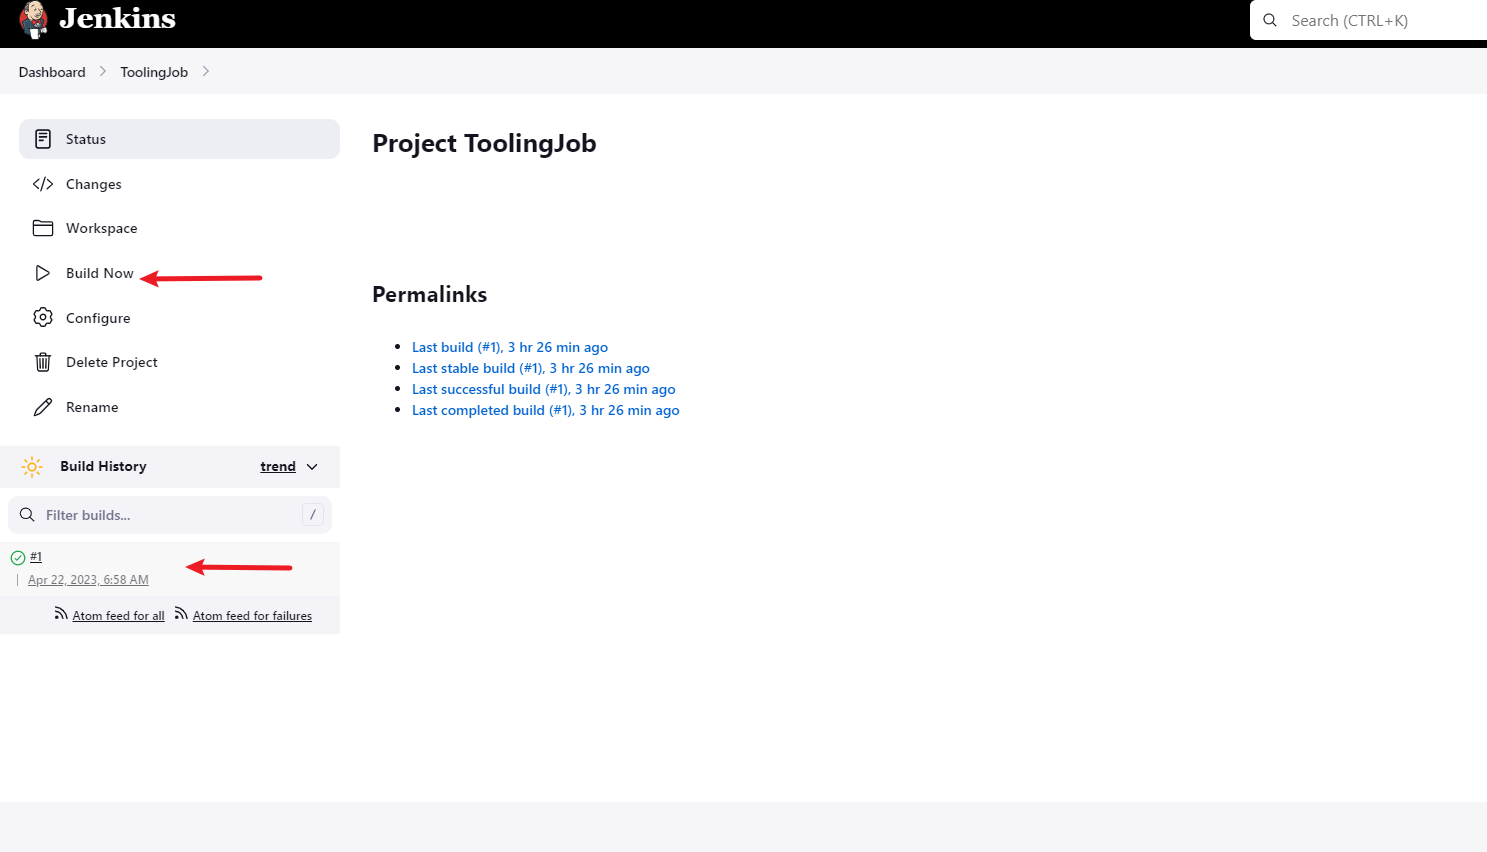 Jenkins
Search (CTRL+K)
Dashboard
ToolingJob
Status
Changes
Workspace
Build Now
Configure
Delete Project
Rename
Build History
trend
Filter builds...
/
#1
Apr 22, 2023, 6:58 AM
Atom feed for all
Atom feed for failures
Project ToolingJob
Permalinks
Last build (#1), 3 hr 26 min ago
Last stable build (#1), 3 hr 26 min ago
Last successful build (#1), 3 hr 26 min ago
Last completed build (#1), 3 hr 26 min ago